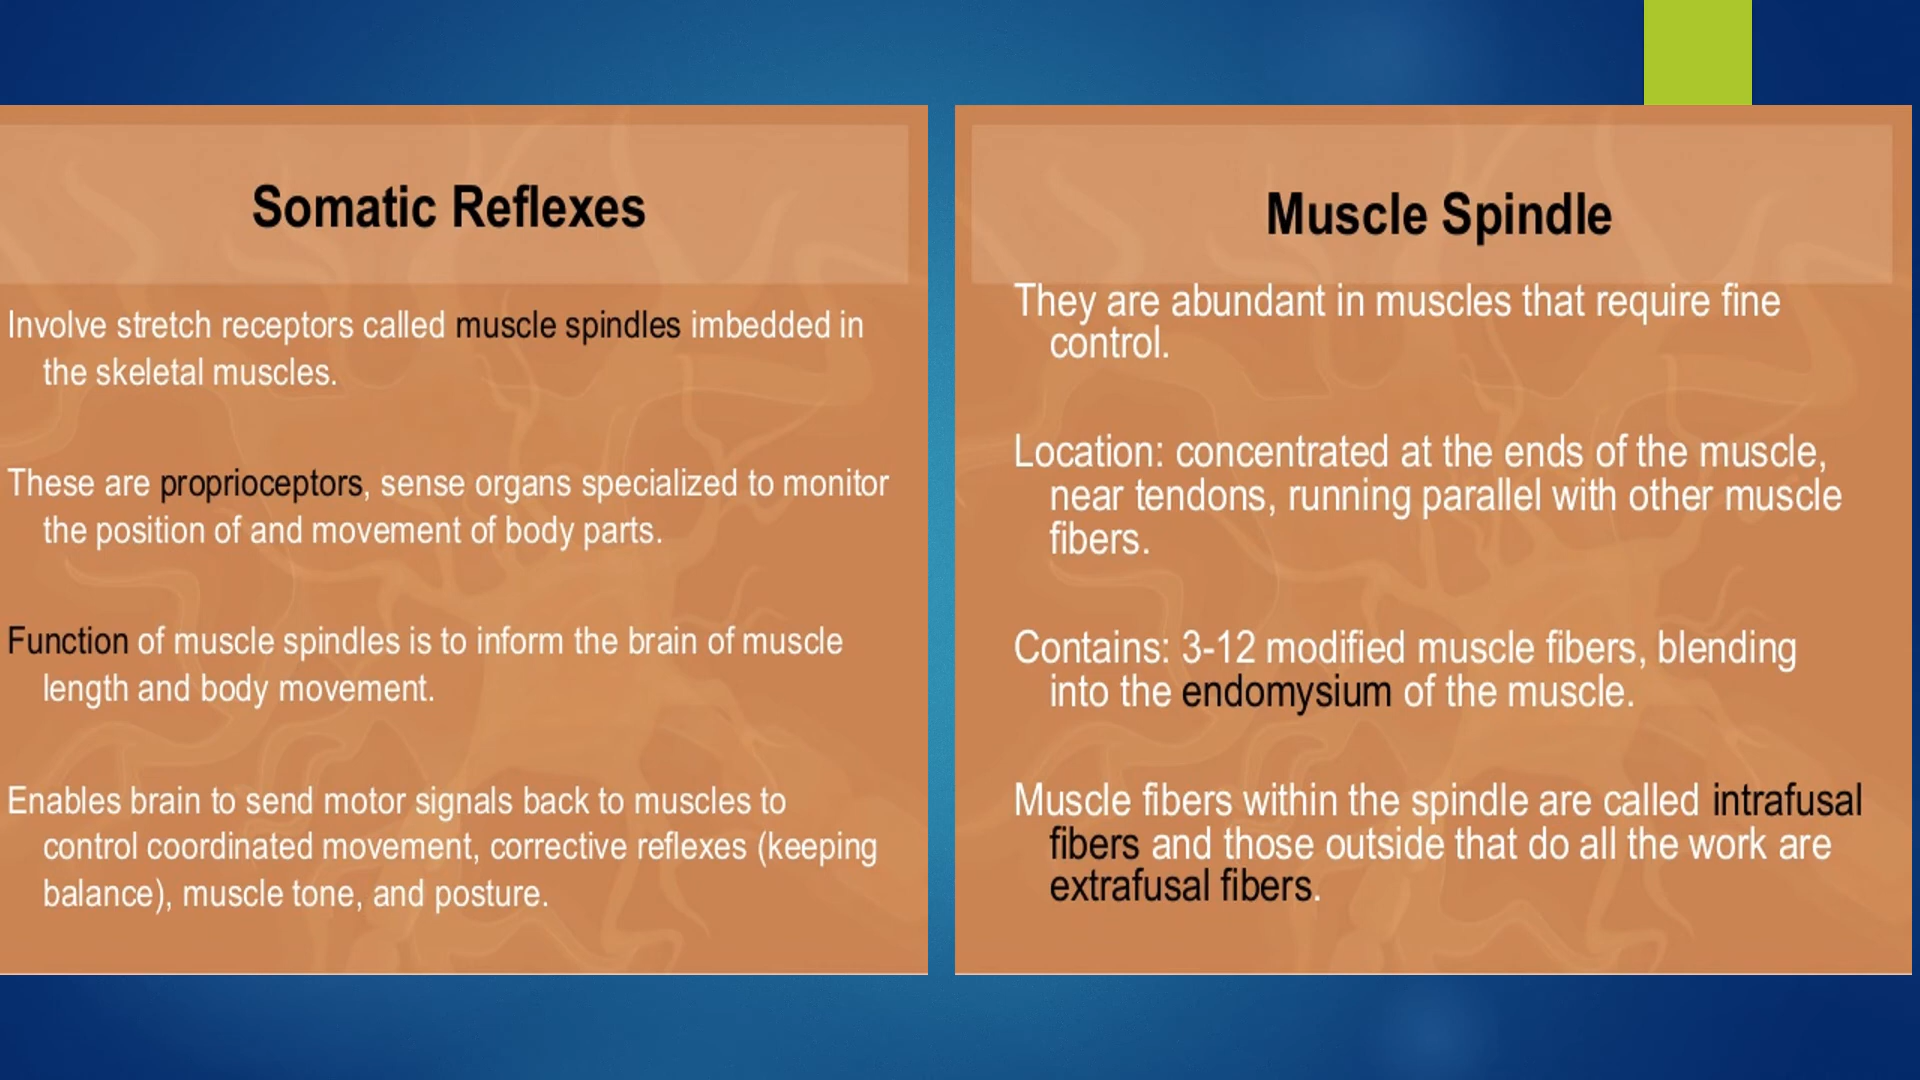 Somatic Reflexes
Involve stretch receptors called muscle spindles imbedded in
the skeletal muscles.
These are proprioceptors, sense organs specialized to monitor
the position of and movement of body parts.
Function of muscle spindles is to inform the brain of muscle
length and body movement.
Enables brain to send motor signals back to muscles to
control coordinated movement, corrective reflexes (keeping
balance), muscle tone, and posture.
Muscle Spindle
They are abundant in muscles that require fine
control.
Location: concentrated at the ends of the muscle,
near tendons, running parallel with other muscle
fibers.
Contains: 3-12 modified muscle fibers, blending
into the endomysium of the muscle.
Muscle fibers within the spindle are called intrafusal
fibers and those outside that do all the work are
extrafusal fibers.